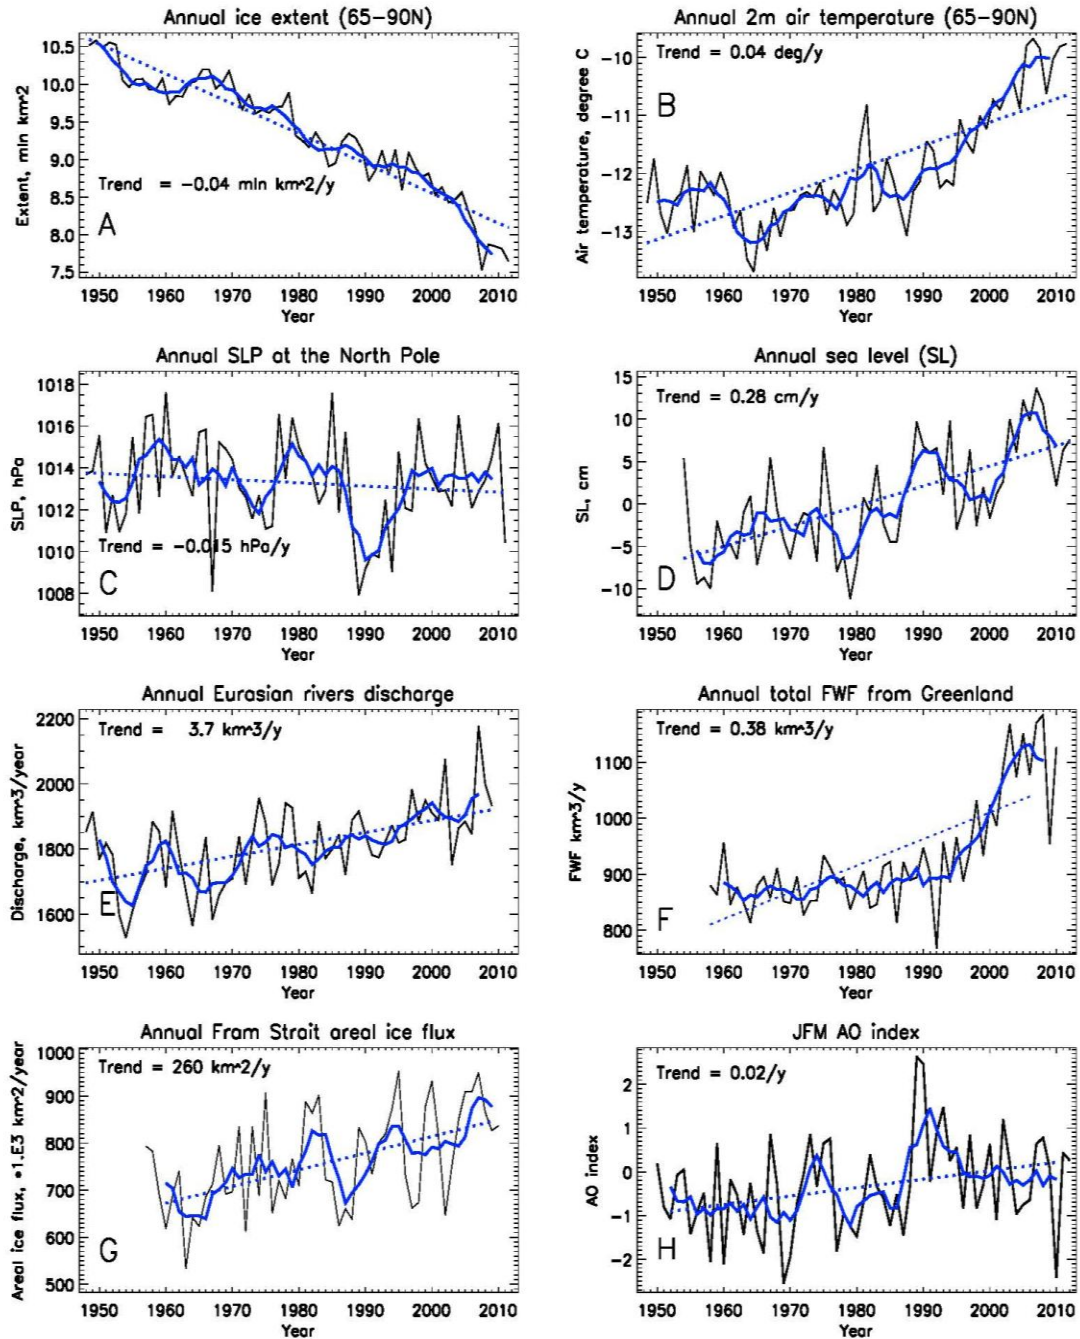 Annual ice extent (65-90N)
Extent, mln km^2
10.5
10.0
9.5
9.0
8.5
8.0
7.5
Trend = -0.04 mln km^2/y
A
1950 1960 1970 1980 1990 2000 2010
Year
Annual 2m air temperature (65-90N)
Air temperature, degree C
-10
-11
-12
-13
Trend = 0.04 deg/y
B
1950 1960 1970 1980 1990 2000 2010
Year
Annual SLP at the North Pole
SLP, hPa
1018
1016
1014
1012
1010
1008
Trend = -0.015 hPa/y
C
1950 1960 1970 1980 1990 2000 2010
Year
Annual sea level (SL)
SL, cm
15
10
5
0
-5
-10
Trend = 0.28 cm/y
D
1950 1960 1970 1980 1990 2000 2010
Year
Annual Eurasian rivers discharge
Discharge, km^3/year
2200
2000
1800
1600
Trend = 3.7 km^3/y
E
1950 1960 1970 1980 1990 2000 2010
Year
Annual total FWF from Greenland
FWF km^3/y
1100
1000
900
800
Trend = 0.38 km^3/y
F
1950 1960 1970 1980 1990 2000 2010
Year
Annual Fram Strait areal ice flux
Areal ice flux, *1.E3 km^2/year
1000
900
800
700
600
500
Trend = 260 km^2/y
G
1950 1960 1970 1980 1990 2000 2010
Year
JFM AO index
AO index
2
1
0
-1
-2
Trend = 0.02/y
H
1950 1960 1970 1980 1990 2000 2010
Year